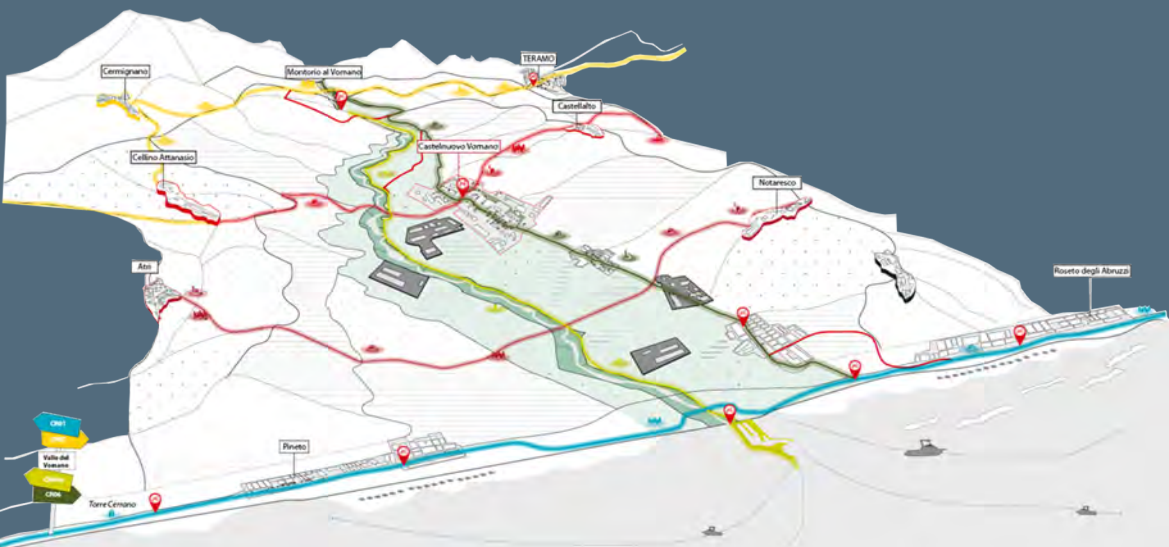 TERAMO
Cermignano
Montorio al Vomano
Castellalto
Castelnuovo Vomano
Cellino Attanasio
Notaresco
Atri
Roseto degli Abruzzi
CR01
Valle del
Vomano
CR06
Pineto
Torre Cerrano